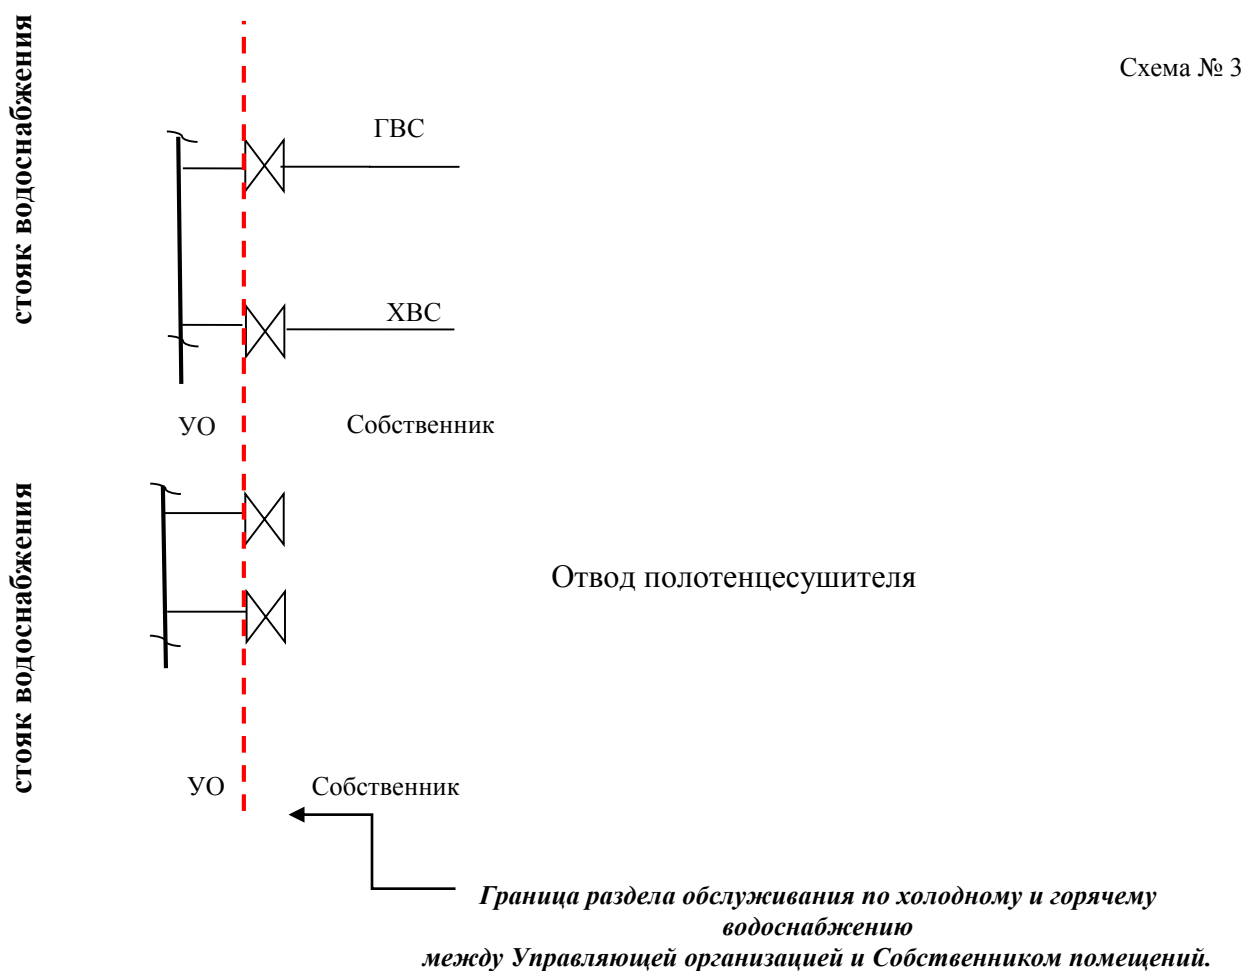 Схема № 3
стояк водоснабжения
ГВС
ХВС
УО Собственник
стояк водоснабжения
Отвод полотенцесушителя
УО Собственник
Граница раздела обслуживания по холодному и горячему
водоснабжению
между Управляющей организацией и Собственником помещений.